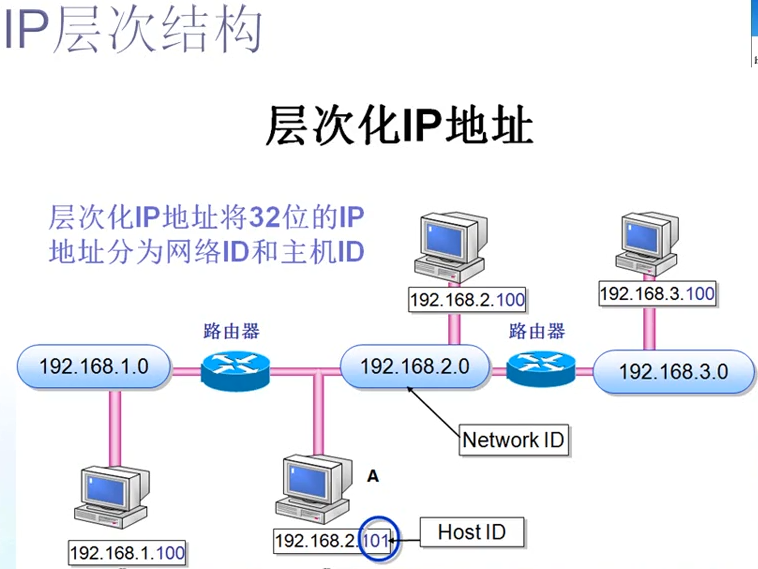 IP层次结构
层次化IP地址
层次化IP地址将32位的IP
地址分为网络ID和主机ID
192.168.2.100
192.168.3.100
路由器
路由器
192.168.1.0
192.168.2.0
192.168.3.0
Network ID
A
192.168.1.100
192.168.2.101
Host ID